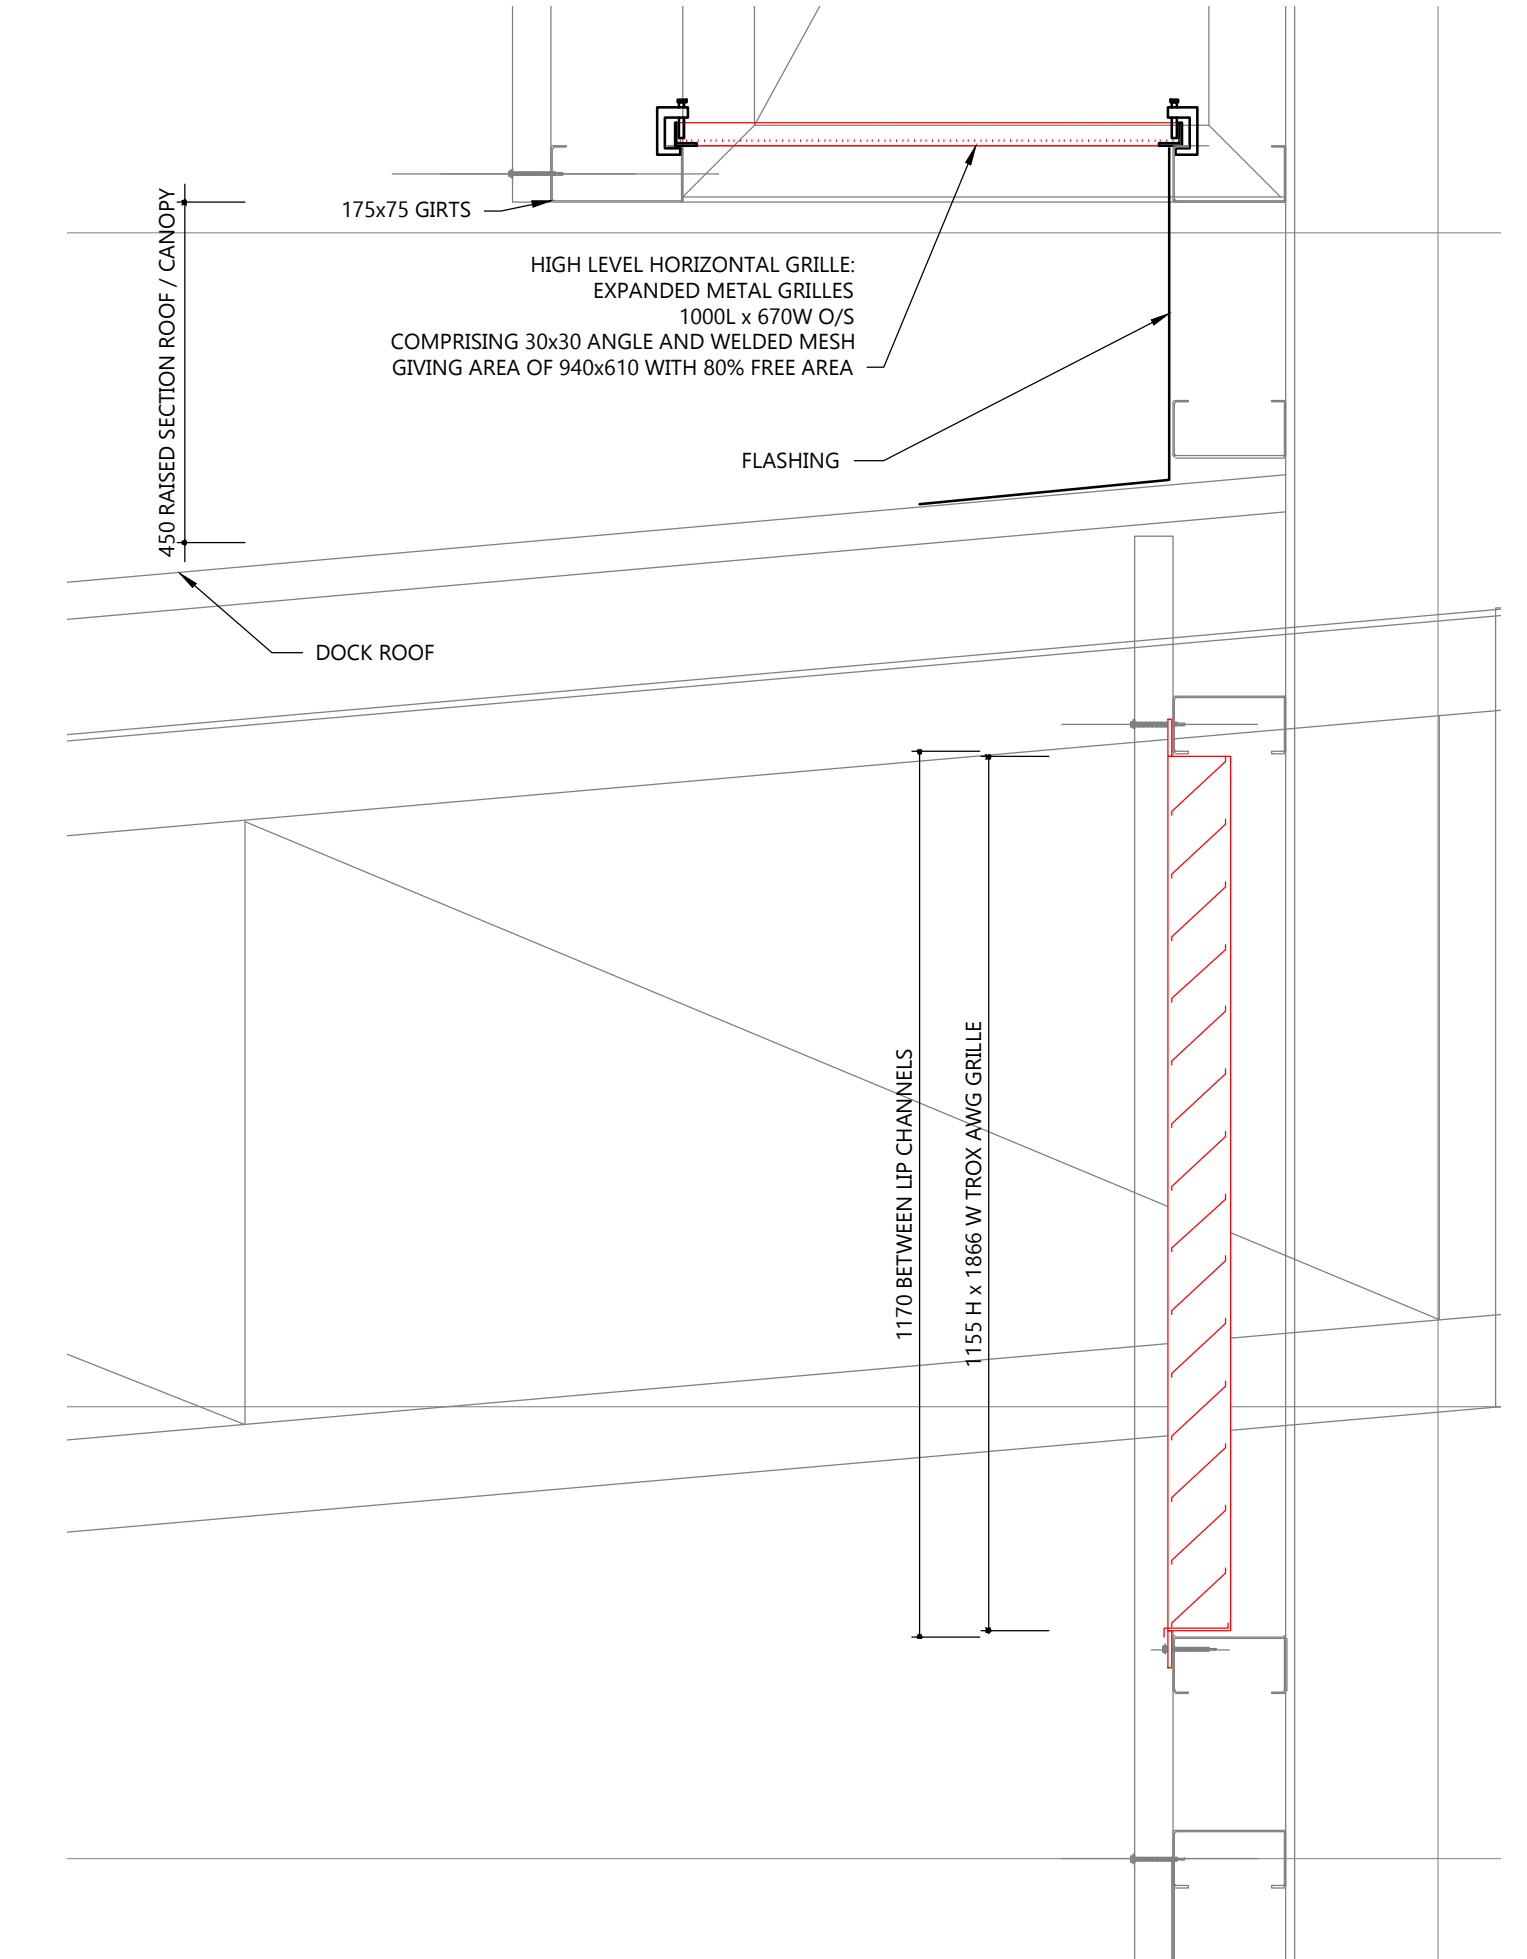 175x75 GIRTS
450 RAISED SECTION ROOF / CANOPY
HIGH LEVEL HORIZONTAL GRILLE:
EXPANDED METAL GRILLES
1000L x 670W O/S
COMPRISING 30x30 ANGLE AND WELDED MESH
GIVING AREA OF 940x610 WITH 80% FREE AREA
FLASHING
DOCK ROOF
1170 BETWEEN LIP CHANNELS
1155 H x 1866 W TROX AWG GRILLE